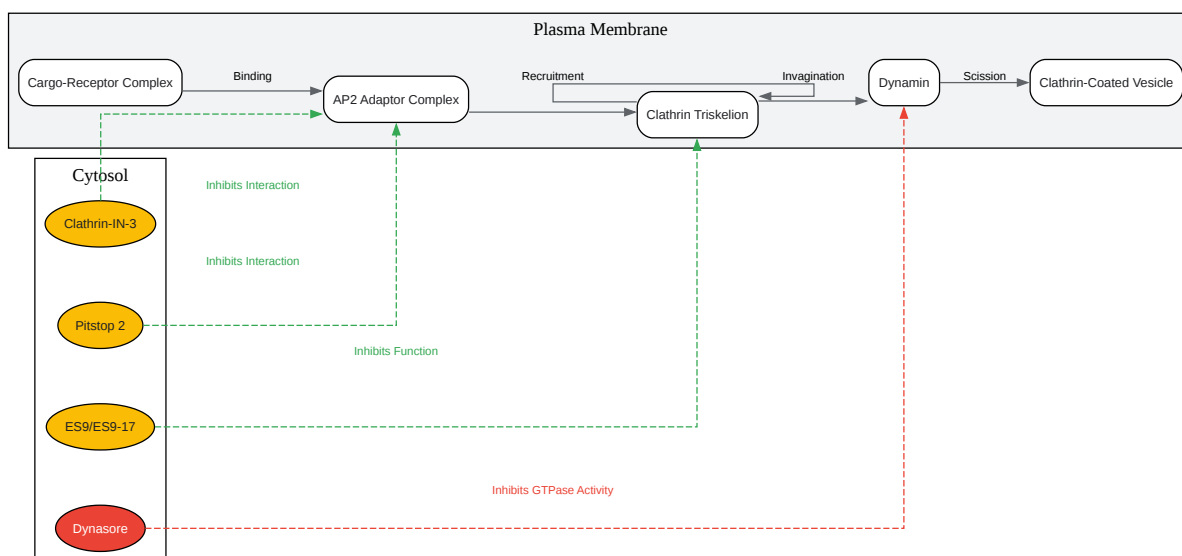 Plasma Membrane
Cargo-Receptor Complex
Binding
AP2 Adaptor Complex
Recruitment
Clathrin Triskelion
Invagination
Dynamin
Scission
Clathrin-Coated Vesicle
Cytosol
Clathrin-IN-3
Inhibits Interaction
Inhibits Interaction
Pitstop 2
Inhibits Function
ES9/ES9-17
Inhibits GTPase Activity
Dynasore